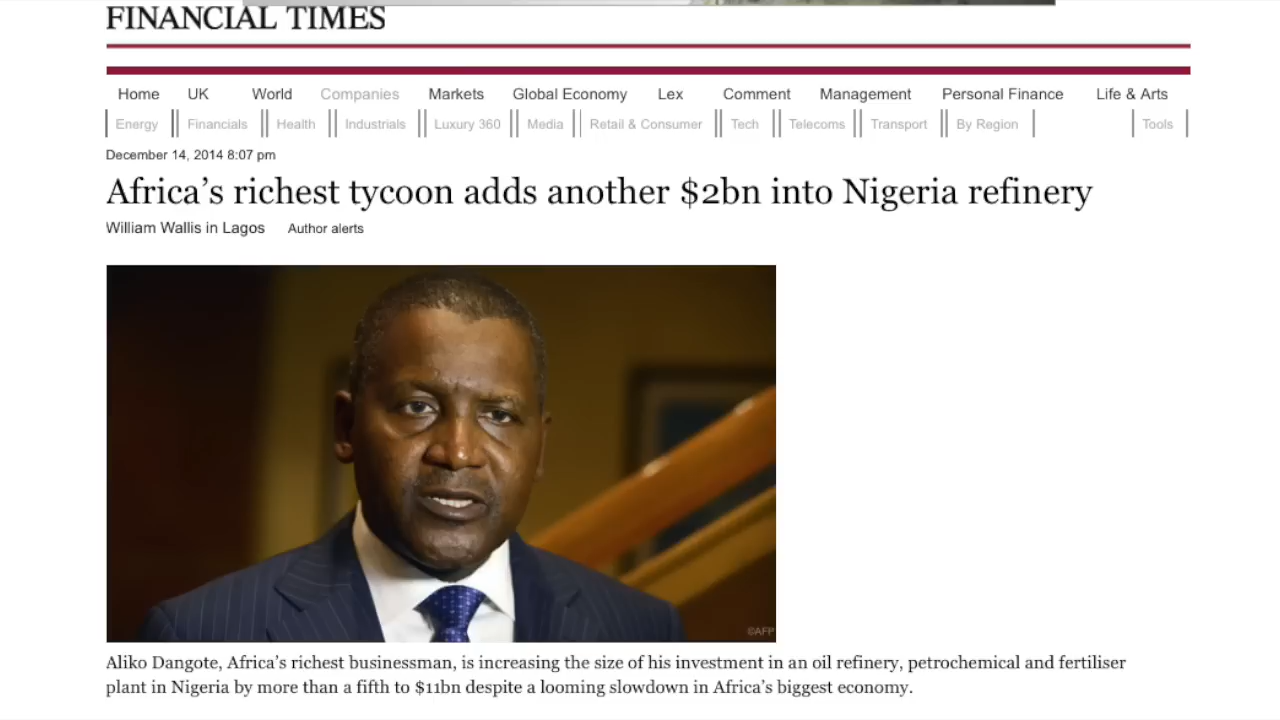 FINANCIAL TIMES
Home UK World Companies Markets Global Economy Lex Comment Management Personal Finance Life & Arts
Energy Financials Health Industrials Luxury 360 Media Retail & Consumer Tech Telecoms Transport By Region Tools
December 14, 2014 8:07 pm
Africa’s richest tycoon adds another $2bn into Nigeria refinery
William Wallis in Lagos Author alerts
©AFP
Aliko Dangote, Africa’s richest businessman, is increasing the size of his investment in an oil refinery, petrochemical and fertiliser
plant in Nigeria by more than a fifth to $11bn despite a looming slowdown in Africa’s biggest economy.